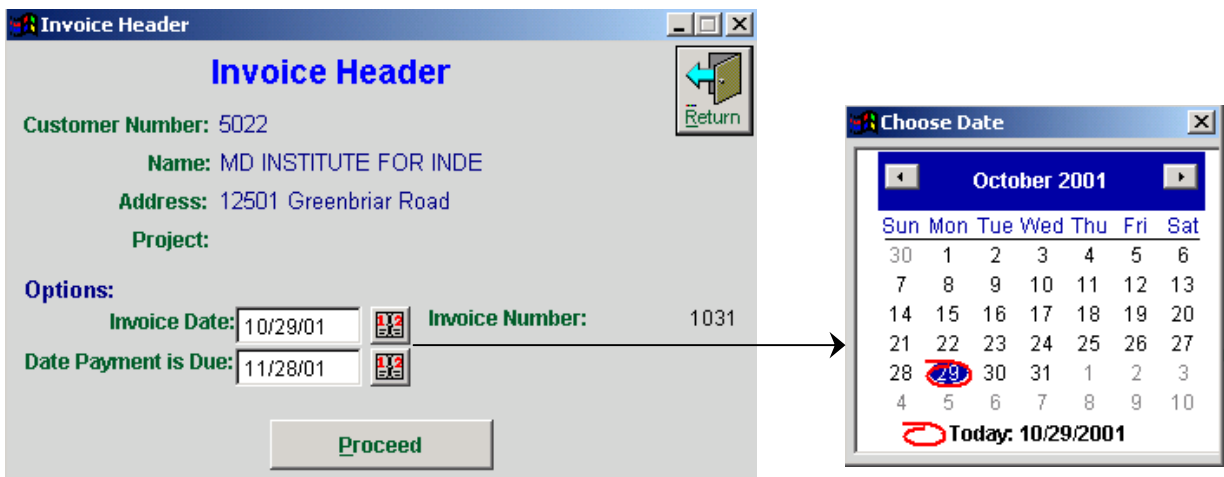 Invoice Header
Invoice Header
Return
Customer Number: 5022
Name: MD INSTITUTE FOR INDE
Address: 12501 Greenbriar Road
Project:
Options:
Invoice Date: 10/29/01 Invoice Number: 1031
Date Payment is Due: 11/28/01
Proceed
Choose Date
October 2001
Sun Mon Tue Wed Thu Fri Sat
30 1 2 3 4 5 6
7 8 9 10 11 12 13
14 15 16 17 18 19 20
21 22 23 24 25 26 27
28 29 30 31 1 2 3
4 5 6 7 8 9 10
Today: 10/29/2001